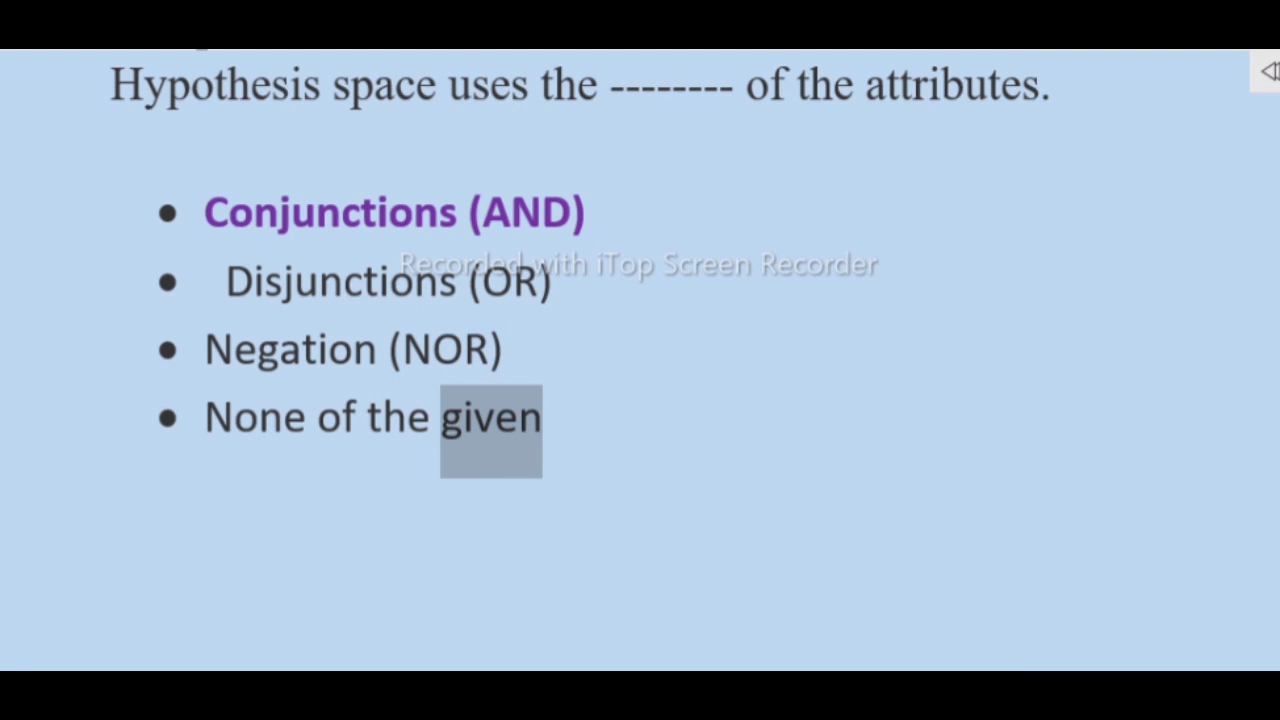 Hypothesis space uses the -------- of the attributes.
• Conjunctions (AND)
Recorded with iTop Screen Recorder
• Disjunctions (OR)
• Negation (NOR)
• None of the given